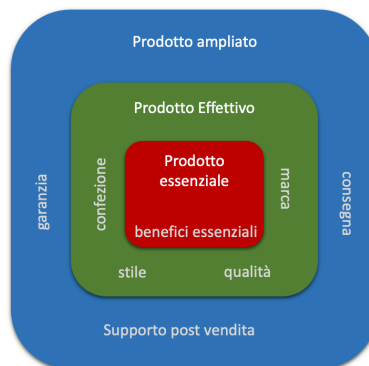 Prodotto ampliato
Prodotto Effettivo
Prodotto
essenziale
benefici essenziali
garanzia
confezione
marca
consegna
stile
qualità
Supporto post vendita